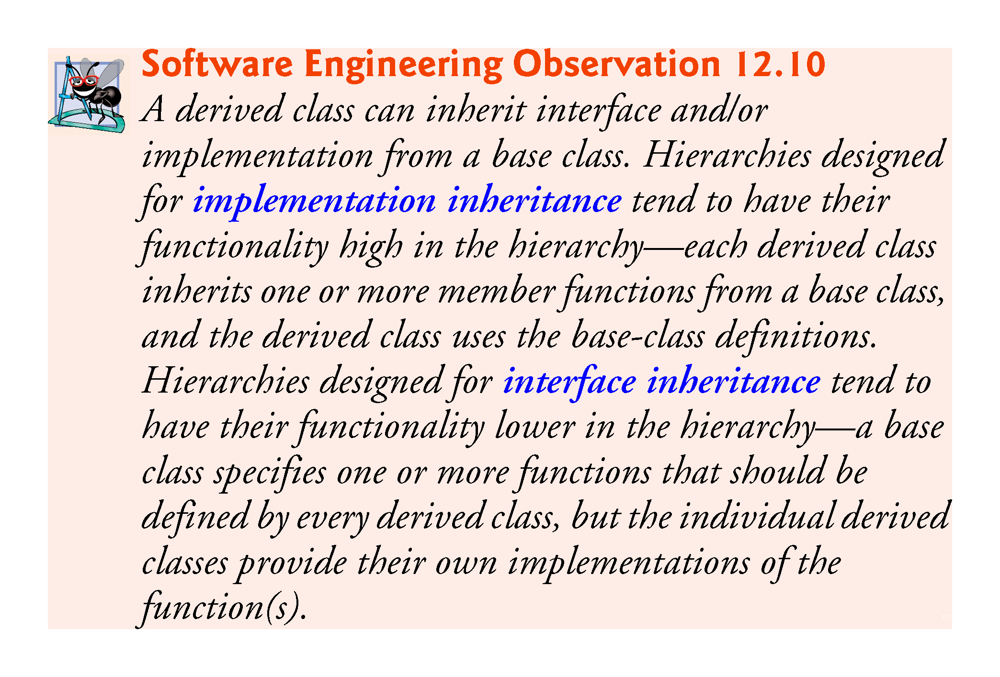 Software Engineering Observation 12.10
A derived class can inherit interface and/or
implementation from a base class. Hierarchies designed
for implementation inheritance tend to have their
functionality high in the hierarchy—each derived class
inherits one or more member functions from a base class,
and the derived class uses the base-class definitions.
Hierarchies designed for interface inheritance tend to
have their functionality lower in the hierarchy—a base
class specifies one or more functions that should be
defined by every derived class, but the individual derived
classes provide their own implementations of the
function(s).